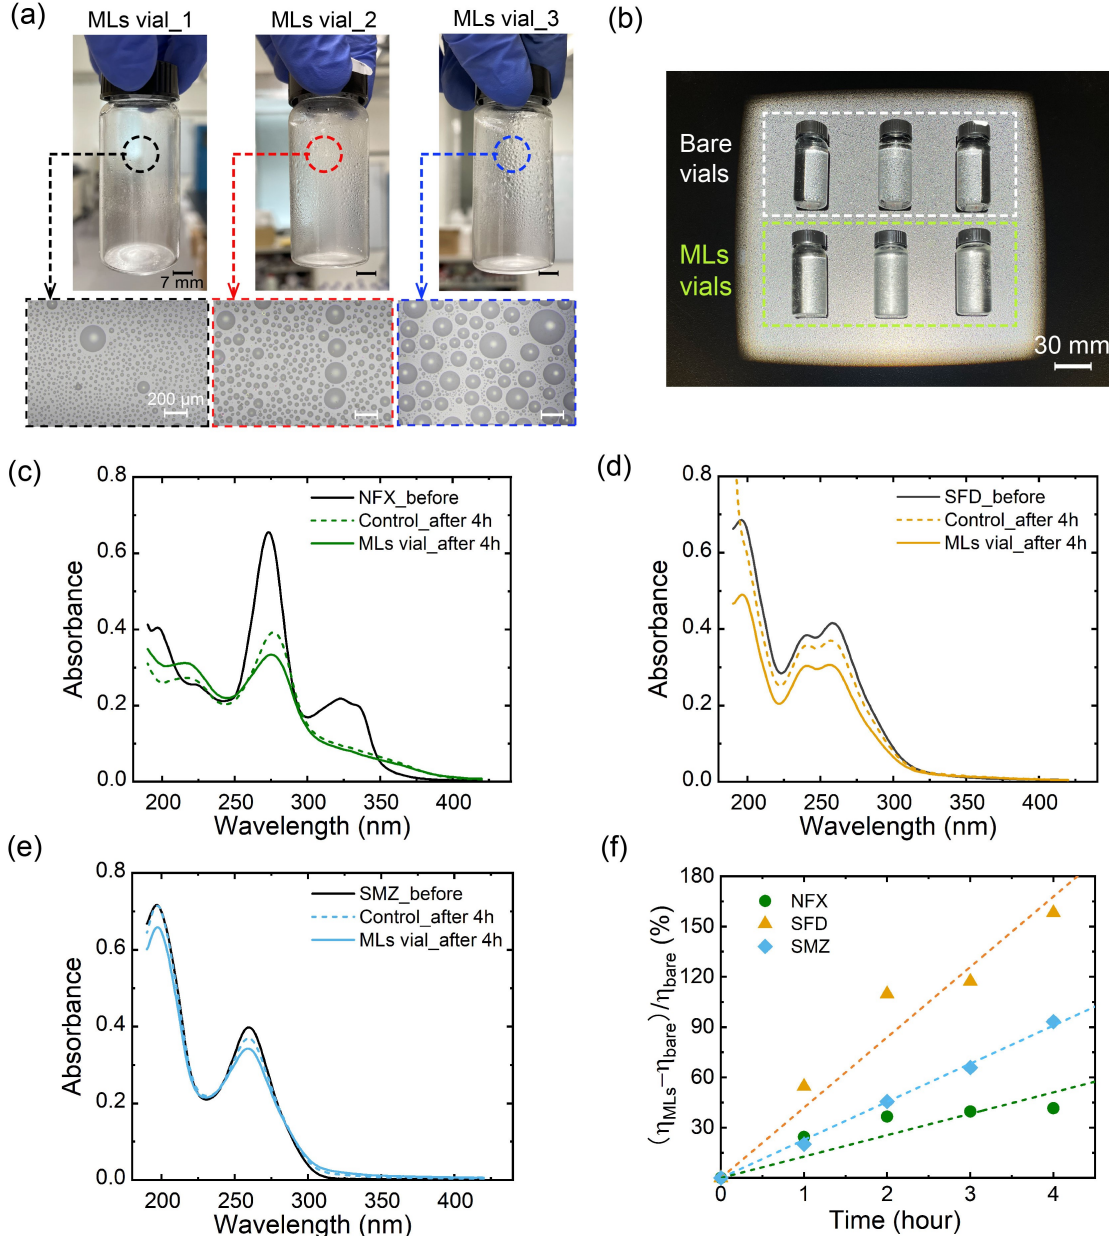 (a)
MLs vial_1
MLs vial_2
MLs vial_3
7 mm
200 µm
(b)
Bare
vials
MLs
vials
30 mm
(c)
0.8
0.6
0.4
0.2
0.0
Absorbance
NFX_before
Control_after 4h
MLs vial_after 4h
200 250 300 350 400
Wavelength (nm)
(d)
0.8
0.6
0.4
0.2
0.0
Absorbance
SFD_before
Control_after 4h
MLs vial_after 4h
200 250 300 350 400
Wavelength (nm)
(e)
0.8
0.6
0.4
0.2
0.0
Absorbance
SMZ_before
Control_after 4h
MLs vial_after 4h
200 250 300 350 400
Wavelength (nm)
(f)
180
150
120
90
60
30
(η_MLs−η_bare)/η_bare (%)
NFX
SFD
SMZ
0 1 2 3 4
Time (hour)